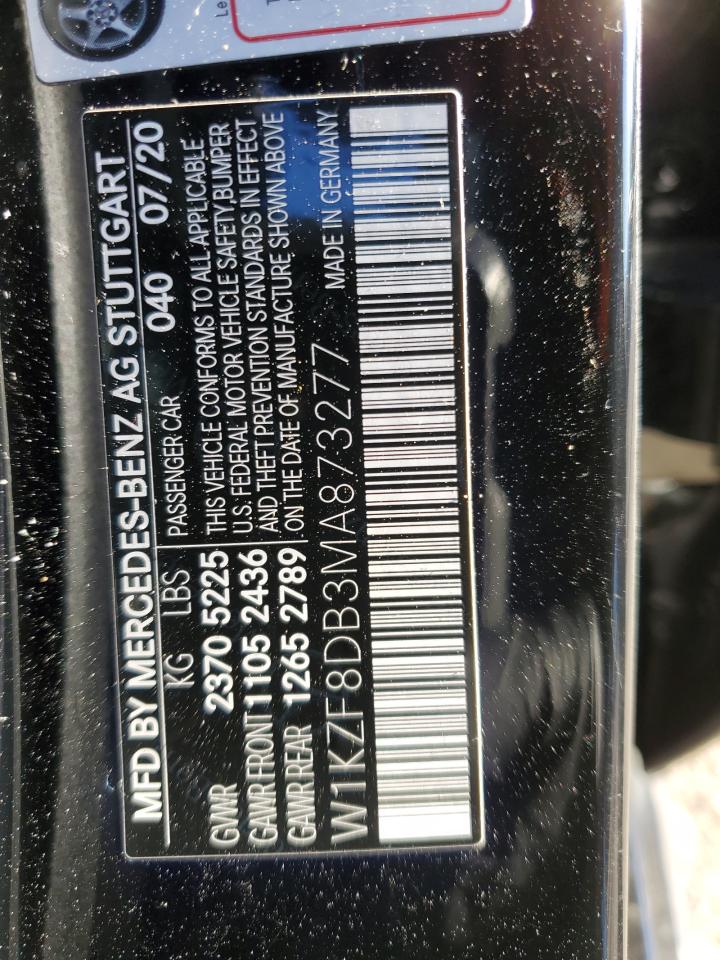 MFD BY MERCEDES-BENZ AG STUTTGART
KG LBS 040 07/20
PASSENGER CAR
GVWR 2370 5225 THIS VEHICLE CONFORMS TO ALL APPLICABLE
U.S. FEDERAL MOTOR VEHICLE SAFETY, BUMPER
GAWR FRONT 1105 2436 AND THEFT PREVENTION STANDARDS IN EFFECT
GAWR REAR 1265 2789 ON THE DATE OF MANUFACTURE SHOWN ABOVE
W1KZF8DB3MA873277 MADE IN GERMANY